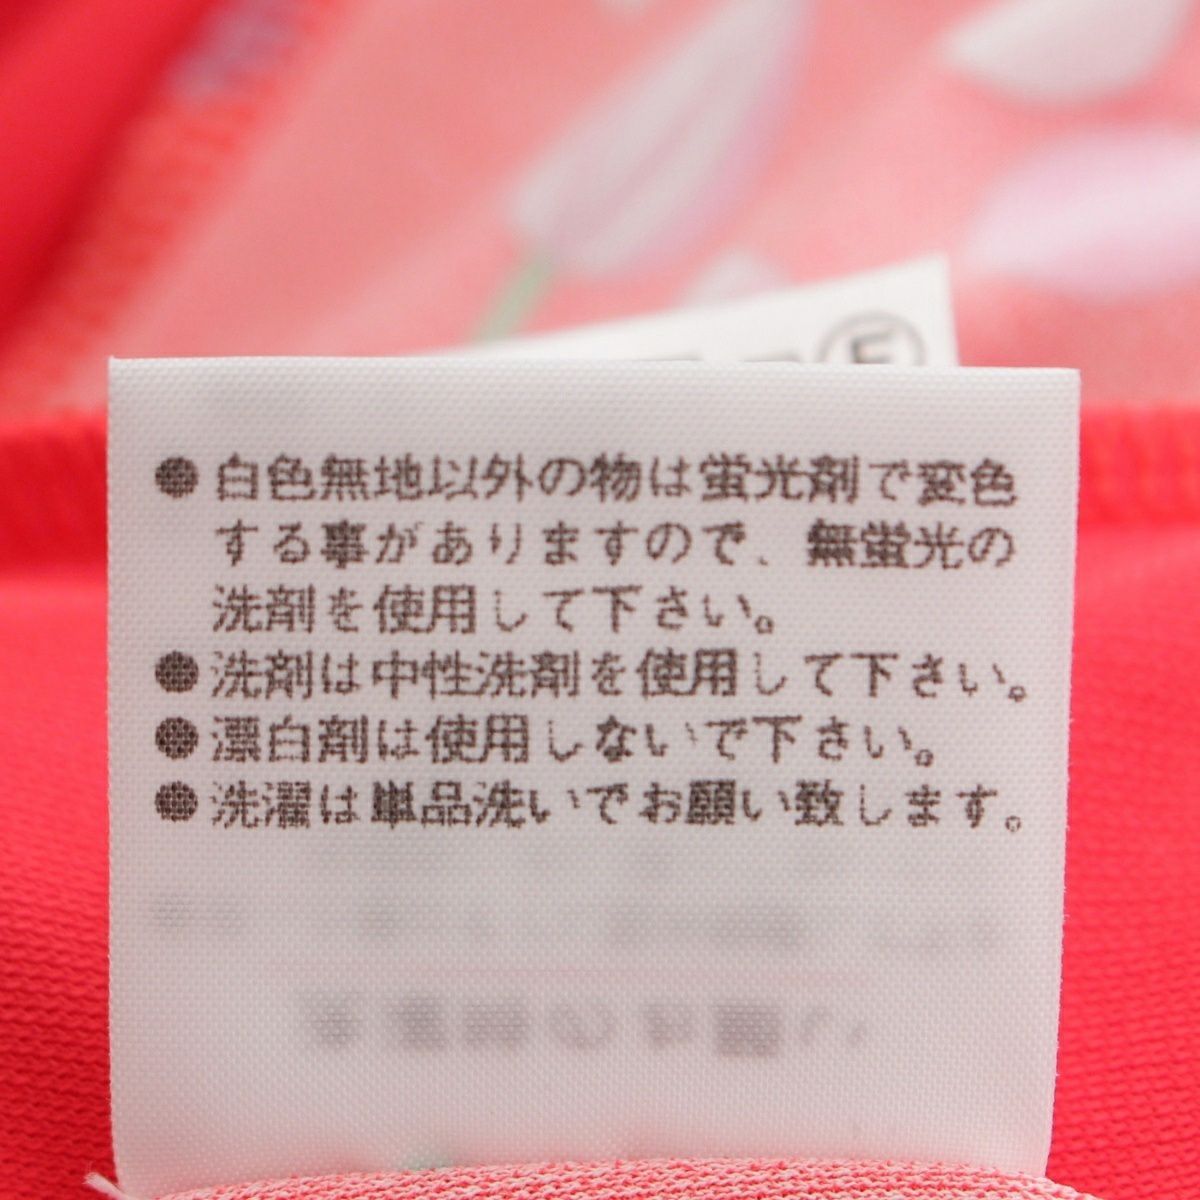 ●白色無地以外の物は蛍光剤で変色
する事がありますので、無蛍光の
洗剤を使用して下さい。
●洗剤は中性洗剤を使用して下さい。
●漂白剤は使用しないで下さい。
●洗濯は単品洗いでお願い致します。